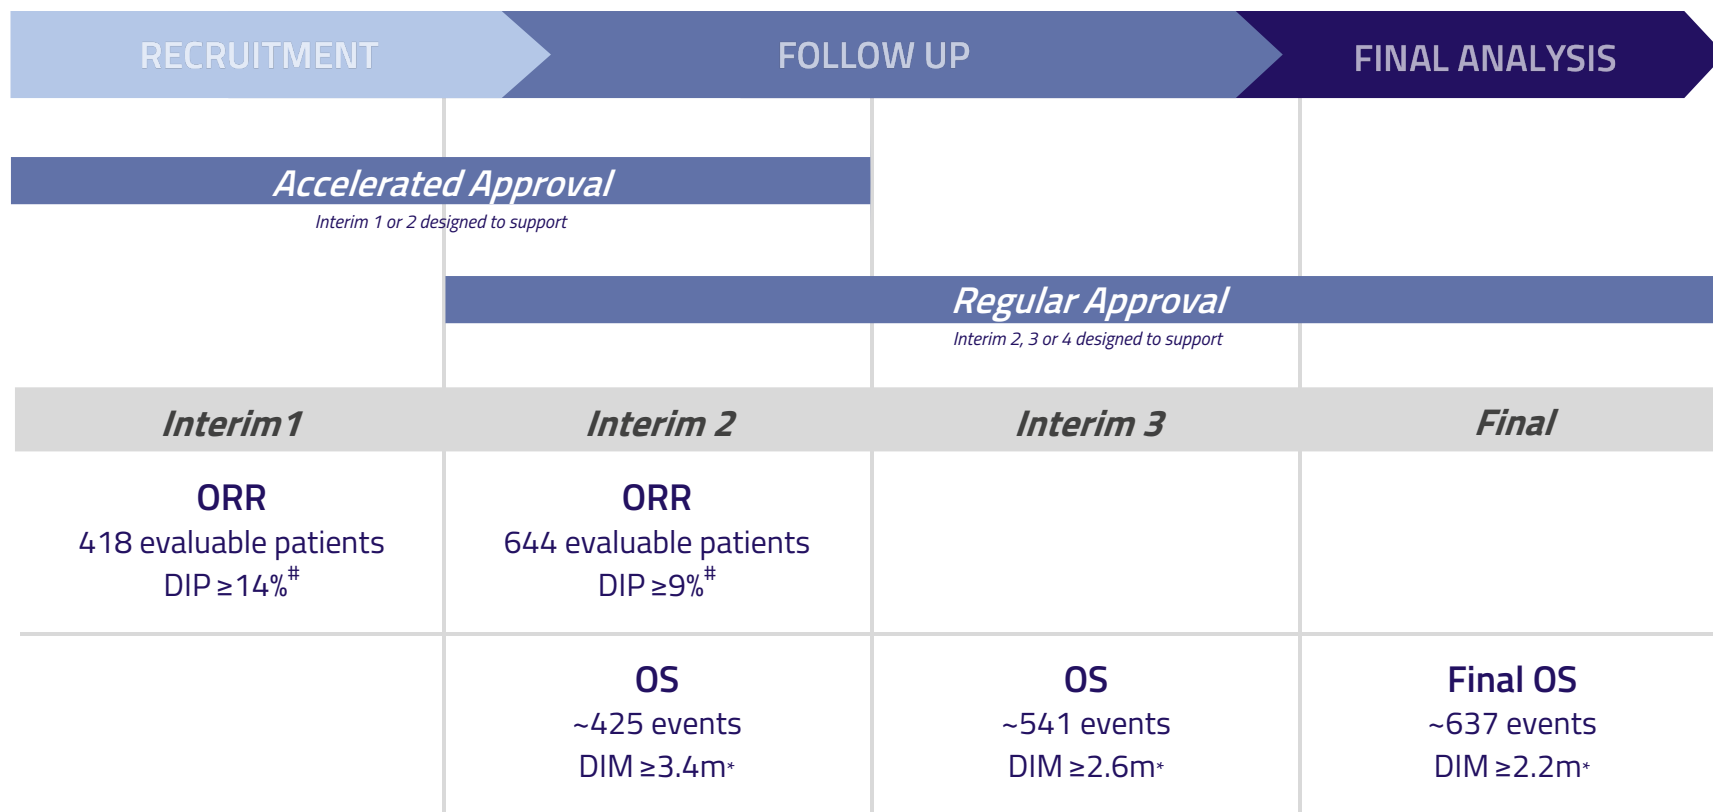 RECRUITMENT
FOLLOW UP
FINAL ANALYSIS
Accelerated Approval
Interim 1 or 2 designed to support
Regular Approval
Interim 2, 3 or 4 designed to support
Interim1
Interim 2
Interim 3
Final
ORR
418 evaluable patients
DIP ≥14%#
ORR
644 evaluable patients
DIP ≥9%#
OS
~425 events
DIM ≥3.4m*
OS
~541 events
DIM ≥2.6m*
Final OS
~637 events
DIM ≥2.2m*